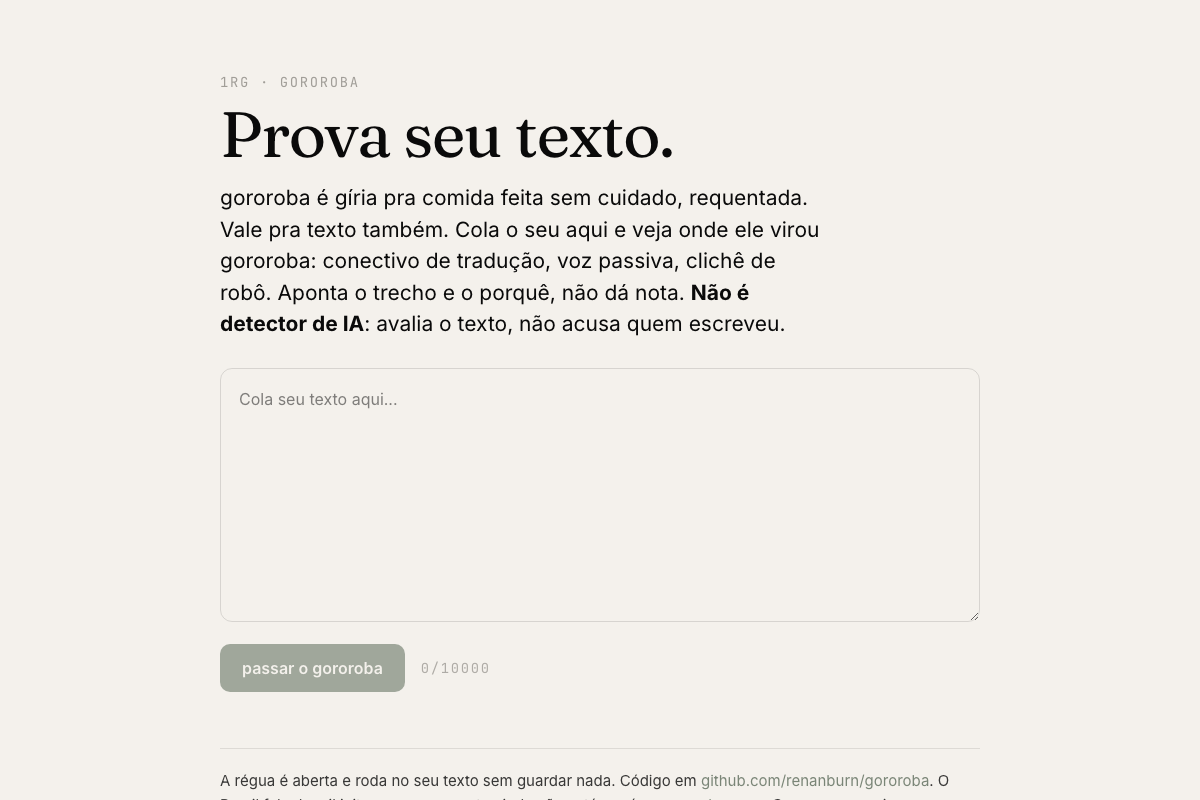 1RG · GOROROBA
Prova seu texto.
gororoba é gíria pra comida feita sem cuidado, requentada.
Vale pra texto também. Cola o seu aqui e veja onde ele virou
gororoba: conectivo de tradução, voz passiva, clichê de
robô. Aponta o trecho e o porquê, não dá nota. Não é
detector de IA: avalia o texto, não acusa quem escreveu.
Cola seu texto aqui...
passar o gororoba
0/10000
A régua é aberta e roda no seu texto sem guardar nada. Código em github.com/renanburn/gororoba. O